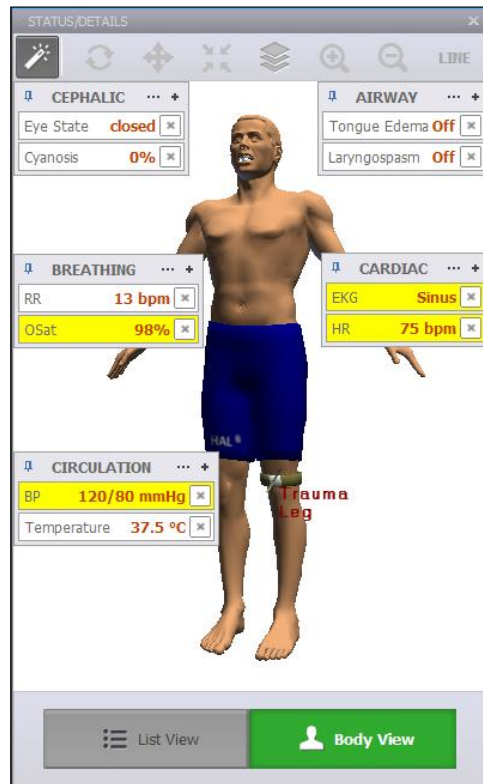 STATUS/DETAILS
LINE
CEPHALIC
Eye State closed
Cyanosis 0%
AIRWAY
Tongue Edema Off
Laryngospasm Off
BREATHING
RR 13 bpm
OSat 98%
CARDIAC
EKG Sinus
HR 75 bpm
HAL
CIRCULATION
BP 120/80 mmHg
Temperature 37.5 ºC
Trauma
Leg
List View
Body View